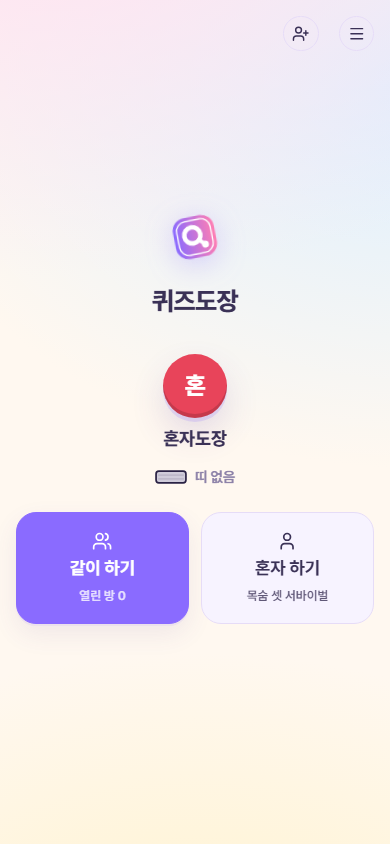 퀴즈도장
혼
혼자도장
띠 없음
같이 하기
열린 방 0
혼자 하기
목숨 셋 서바이벌